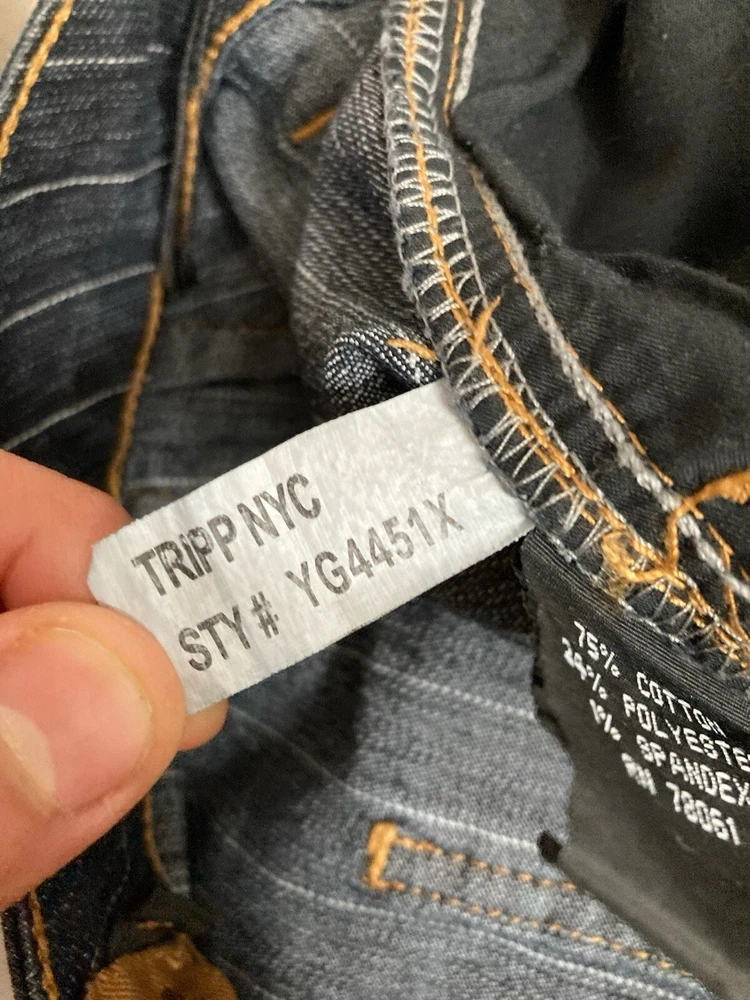 TRIPP NYC
STY# YG4451X
75% COTTON
24% POLYESTE
1% SPANDEX
RN 78061